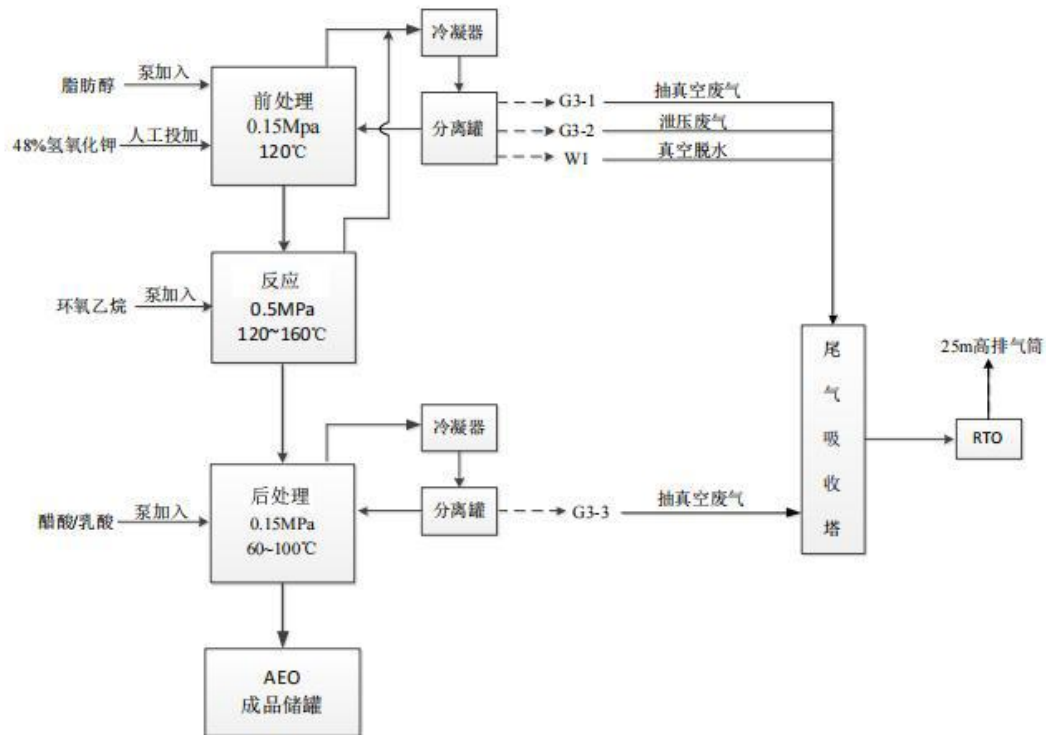 冷凝器
脂肪醇
泵加入
前处理
0.15Mpa
120℃
48%氢氧化钾
人工投加
分离罐
G3-1
抽真空废气
G3-2
泄压废气
W1
真空脱水
反应
0.5MPa
120~160℃
环氧乙烷
泵加入
尾气吸收塔
25m高排气筒
RTO
冷凝器
后处理
0.15MPa
60~100℃
醋酸/乳酸
泵加入
分离罐
G3-3
抽真空废气
AEO
成品储罐